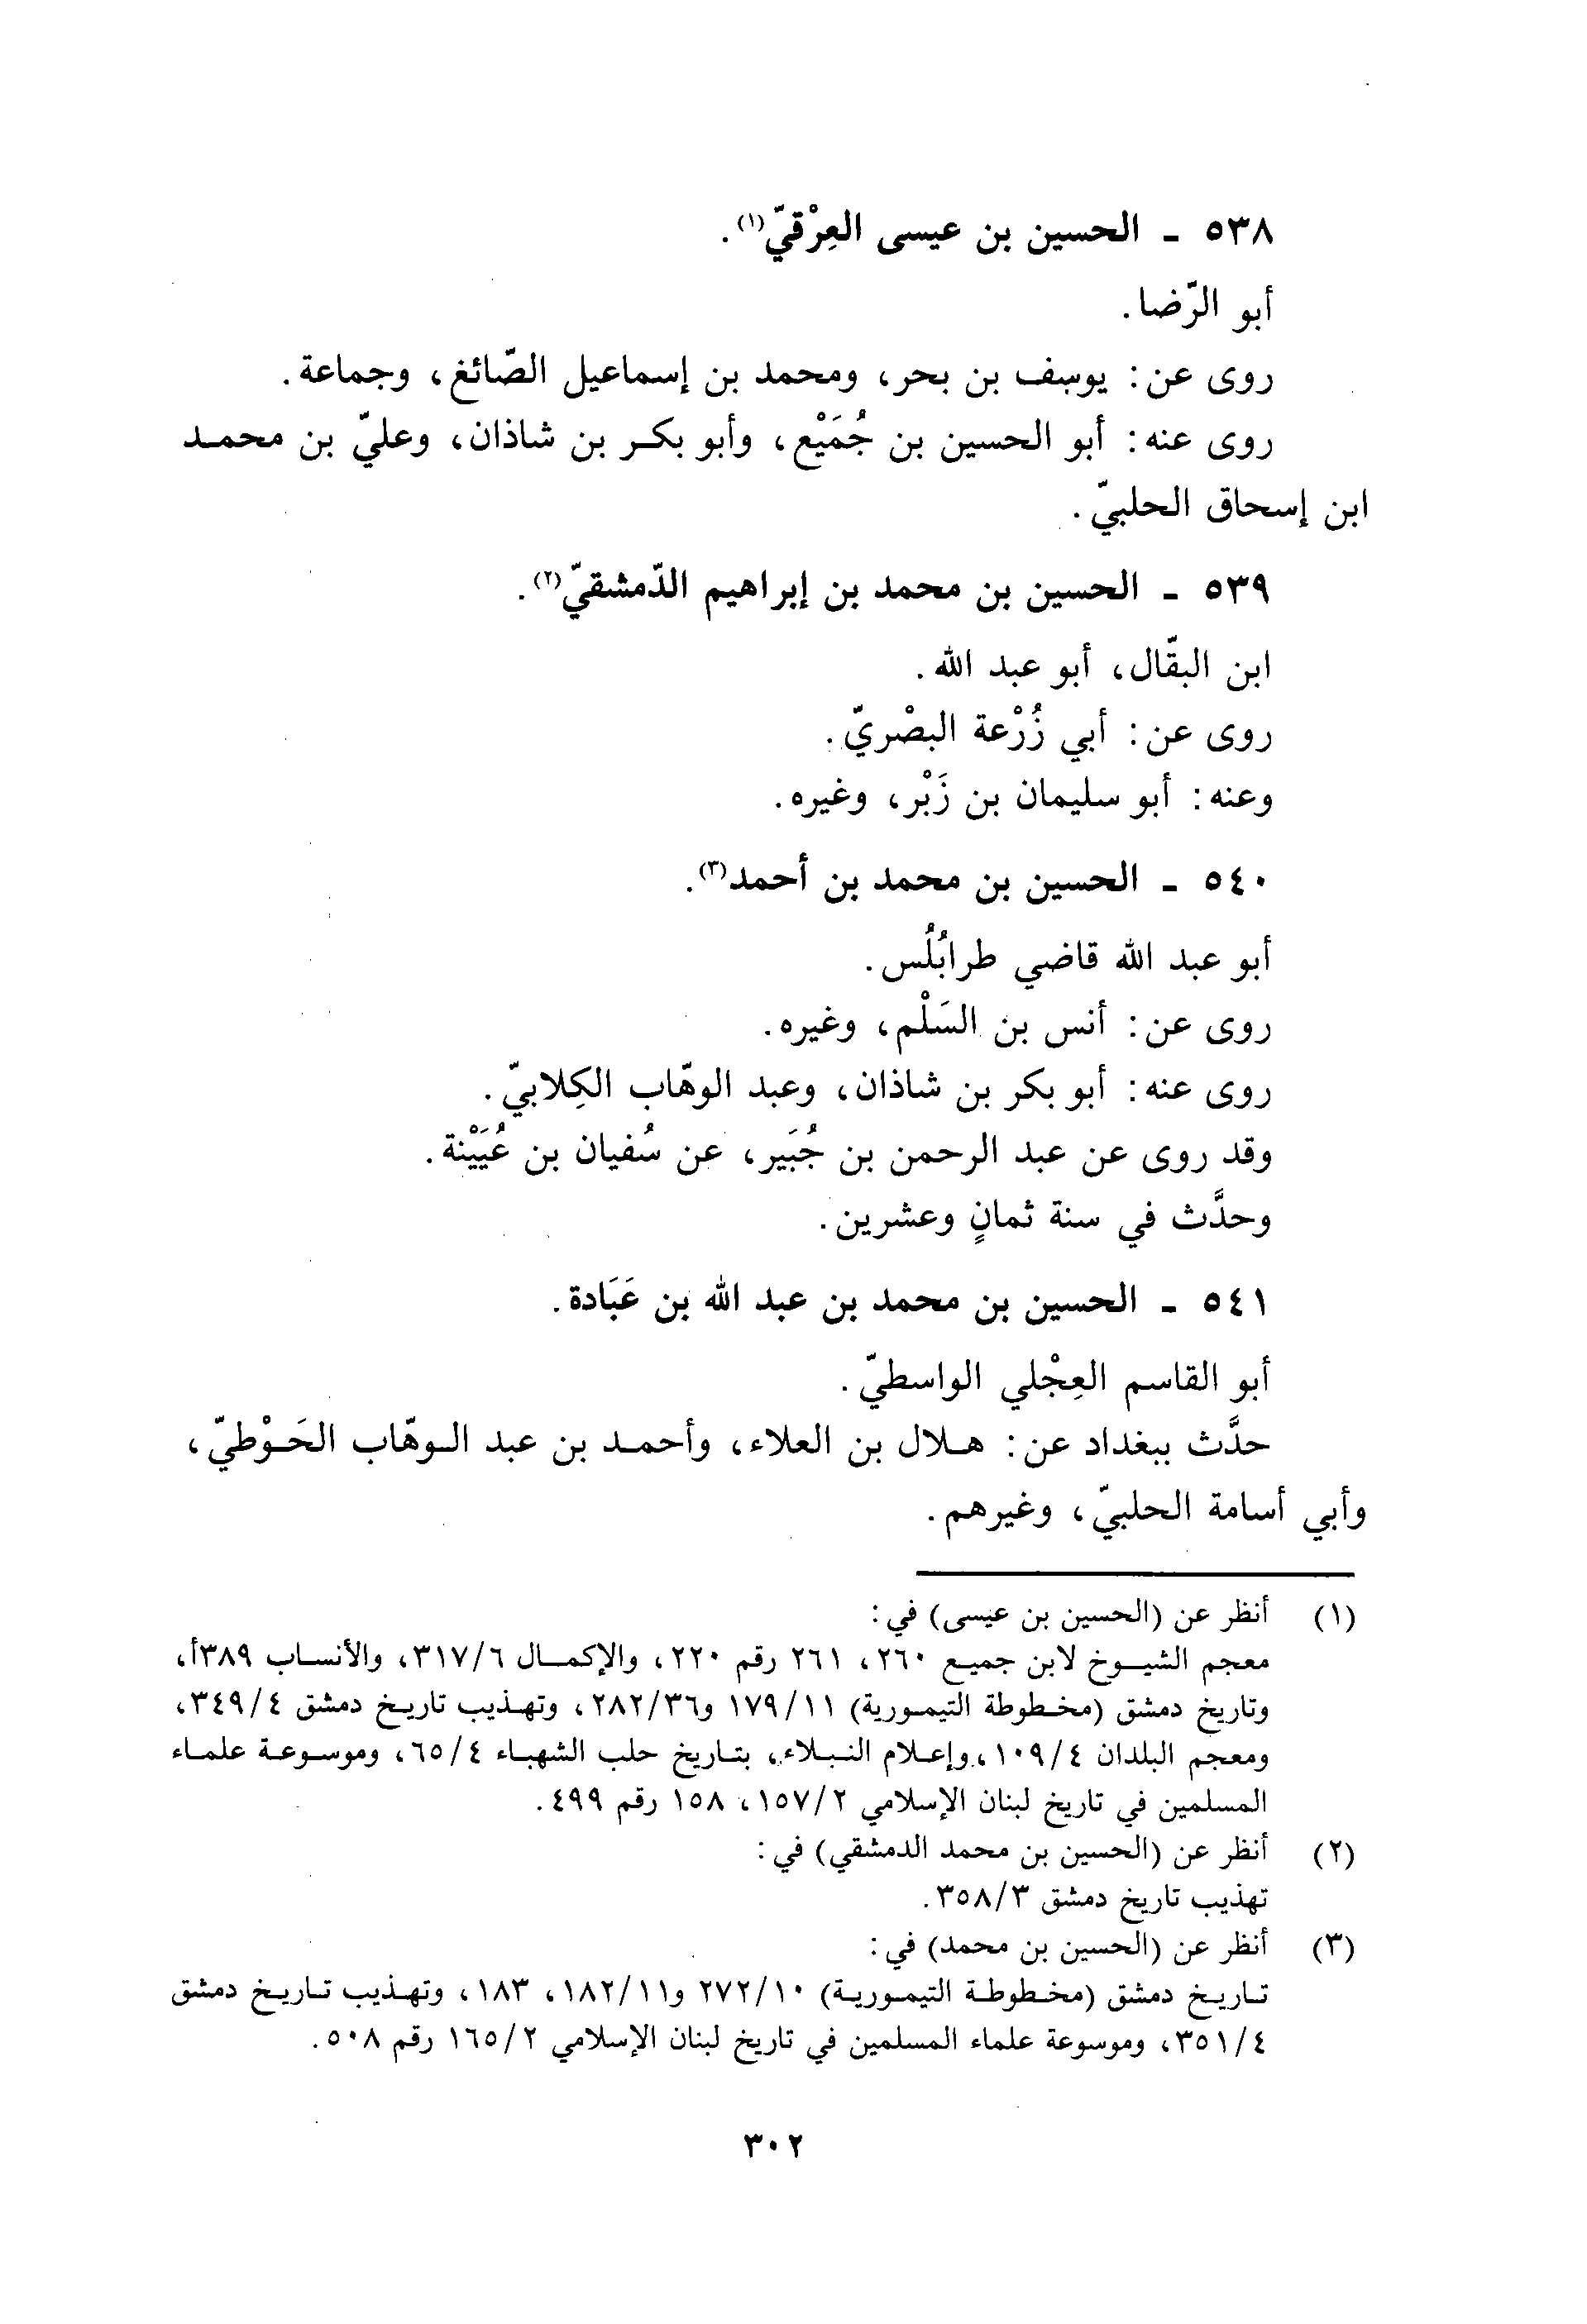 ٥٣٨ - الحسين بن عيسى العِرْقيّ(١).
أبو الرّضا.
روى عن: يوسف بن بحر، ومحمد بن إسماعيل الصّائغ، وجماعة.
روى عنه: أبو الحسين بن جُمَيْع، وأبو بكر بن شاذان، وعليّ بن محمد
ابن إسحاق الحلبيّ.
٥٣٩ - الحسين بن محمد بن إبراهيم الدّمشقيّ(٢).
ابن البقّال، أبو عبد الله.
روى عن: أبي زُرْعة البصْريّ.
وعنه: أبو سليمان بن زَبْر، وغيره.
٥٤٠ - الحسين بن محمد بن أحمد(٣).
أبو عبد الله قاضي طرابُلُس.
روى عن: أنس بن السَلْم، وغيره.
روى عنه: أبو بكر بن شاذان، وعبد الوهّاب الكِلابيّ.
وقد روى عن عبد الرحمن بن جُبَير، عن سُفيان بن عُيَيْنة.
وحدَّث في سنة ثمانٍ وعشرين.
٥٤١ - الحسين بن محمد بن عبد الله بن عَبَادة.
أبو القاسم العِجْلي الواسطيّ.
حدَّث ببغداد عن: هلال بن العلاء، وأحمد بن عبد الوهّاب الحَوْطيّ،
وأبي أسامة الحلبيّ، وغيرهم.
(١) أنظر عن (الحسين بن عيسى) في:
معجم الشيوخ لابن جميع ٢٦٠، ٢٦١ رقم ٢٢٠، والإكمال ٣١٧/٦، والأنساب ٣٨٩أ،
وتاريخ دمشق (مخطوطة التيمورية) ١٧٩/١١ و٢٨٢/٣٦، وتهذيب تاريخ دمشق ٣٤٩/٤،
ومعجم البلدان ١٠٩/٤، وإعلام النبلاء، بتاريخ حلب الشهباء ٦٥/٤، وموسوعة علماء
المسلمين في تاريخ لبنان الإسلامي ١٥٧/٢، ١٥٨ رقم ٤٩٩.
(٢) أنظر عن (الحسين بن محمد الدمشقي) في:
تهذيب تاريخ دمشق ٣٥٨/٣.
(٣) أنظر عن (الحسين بن محمد) في:
تاريخ دمشق (مخطوطة التيمورية) ٢٧٢/١٠ و١٨٢/١١، ١٨٣، وتهذيب تاريخ دمشق
٣٥١/٤، وموسوعة علماء المسلمين في تاريخ لبنان الإسلامي ١٦٥/٢ رقم ٥٠٨.
٣٠٢